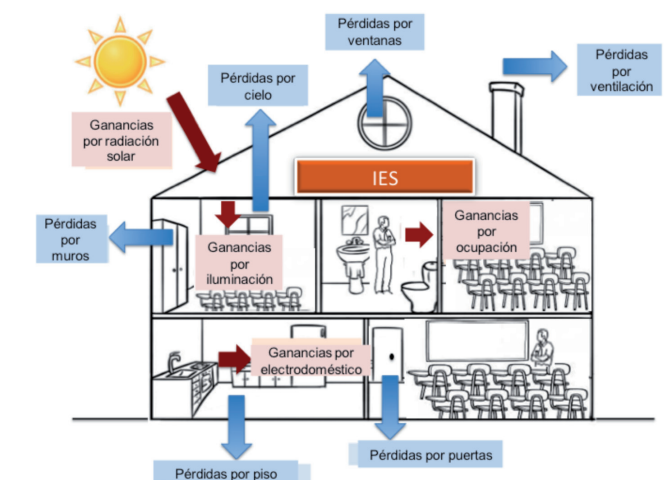 Pérdidas por
ventanas
Pérdidas
por
ventilación
Pérdidas por
cielo
Ganancias
por radiación
solar
IES
Pérdidas
por
muros
Ganancias
por
iluminación
Ganancias
por
ocupación
Ganancias por
electrodoméstico
Pérdidas por puertas
Pérdidas por piso